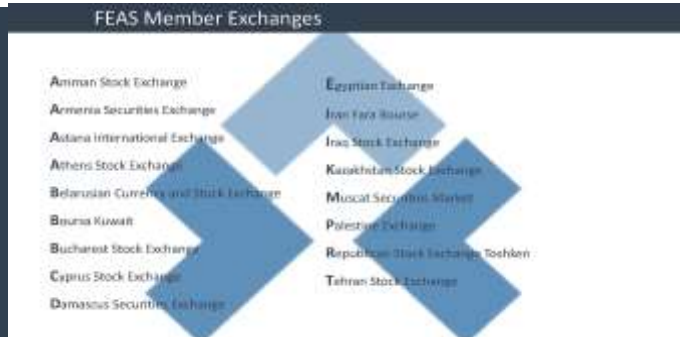 FEAS Member Exchanges
Amman Stock Exchange
Armenia Securities Exchange
Astana International Exchange
Athens Stock Exchange
Belarusian Currency and Stock Exchange
Boursa Kuwait
Bucharest Stock Exchange
Cyprus Stock Exchange
Damascus Securities Exchange
Egyptian Exchange
Iran Fara Bourse
Iraq Stock Exchange
Kazakhstan Stock Exchange
Muscat Securities Market
Palestine Exchange
Republican Stock Exchange Toshken
Tehran Stock Exchange